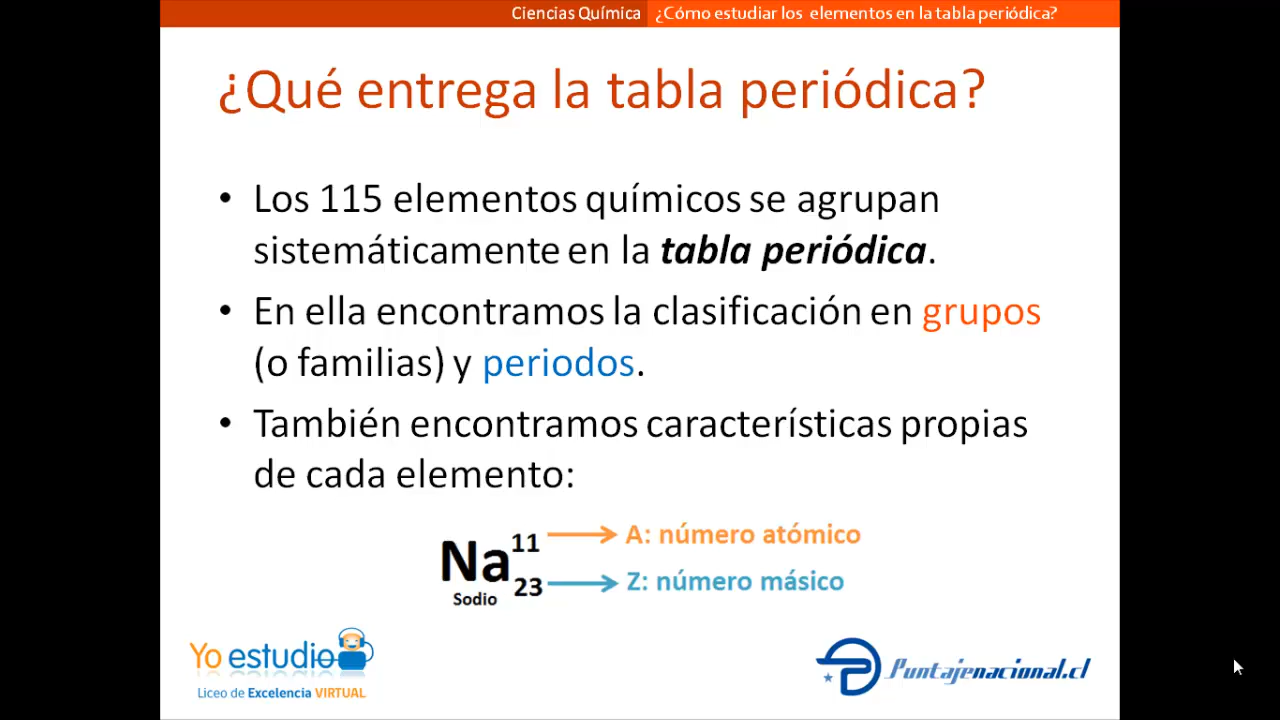 Ciencias Química ¿Cómo estudiar los elementos en la tabla periódica?
¿Qué entrega la tabla periódica?
• Los 115 elementos químicos se agrupan
sistemáticamente en la tabla periódica.
• En ella encontramos la clasificación en grupos
(o familias) y periodos.
• También encontramos características propias
de cada elemento:
Na 11 A: número atómico
23 Z: número másico
Sodio
Yo estudio
Liceo de Excelencia VIRTUAL
Puntajenacional.cl